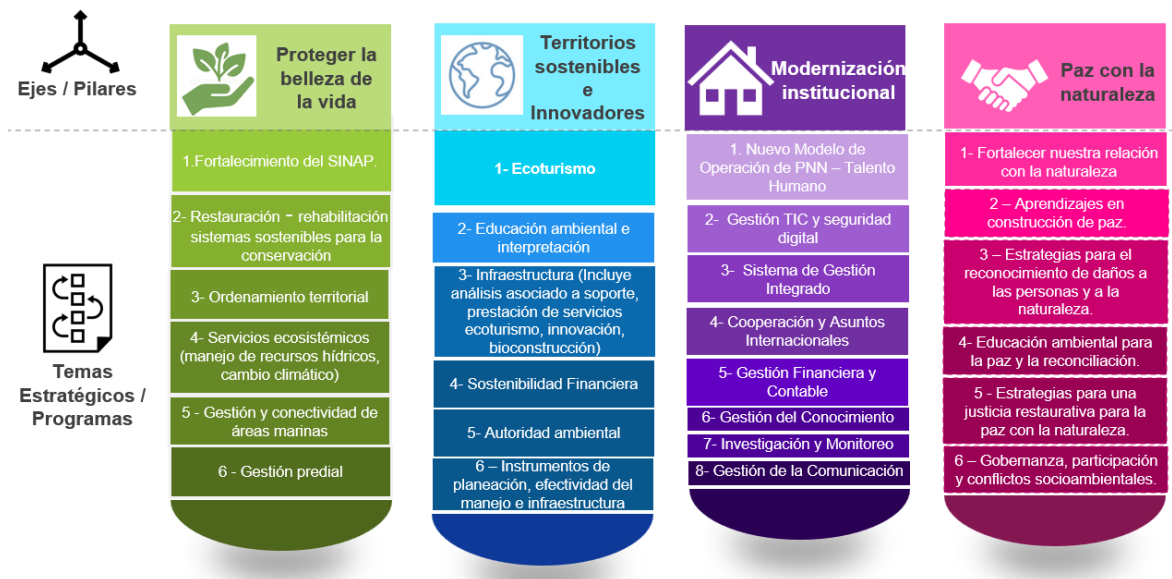 Ejes / Pilares
Proteger la
belleza de
la vida
Territorios
sostenibles
e
Innovadores
Modernización
institucional
Paz con la
naturaleza
Temas
Estratégicos /
Programas
1.Fortalecimiento del SINAP.
2- Restauración - rehabilitación
sistemas sostenibles para la
conservación
3- Ordenamiento territorial
4- Servicios ecosistémicos
(manejo de recursos hídricos,
cambio climático)
5 - Gestión y conectividad de
áreas marinas
6 - Gestión predial
1- Ecoturismo
2- Educación ambiental e
interpretación
3- Infraestructura (Incluye
análisis asociado a soporte,
prestación de servicios
ecoturismo, innovación,
bioconstrucción)
4- Sostenibilidad Financiera
5- Autoridad ambiental
6 – Instrumentos de
planeación, efectividad del
manejo e infraestructura
1. Nuevo Modelo de
Operación de PNN – Talento
Humano
2- Gestión TIC y seguridad
digital
3- Sistema de Gestión
Integrado
4- Cooperación y Asuntos
Internacionales
5- Gestión Financiera y
Contable
6- Gestión del Conocimiento
7- Investigación y Monitoreo
8- Gestión de la Comunicación
1- Fortalecer nuestra relación
con la naturaleza
2 – Aprendizajes en
construcción de paz.
3 – Estrategias para el
reconocimiento de daños a
las personas y a la
naturaleza.
4- Educación ambiental para
la paz y la reconciliación.
5 - Estrategias para una
justicia restaurativa para la
paz con la naturaleza.
6 – Gobernanza, participación
y conflictos socioambientales.